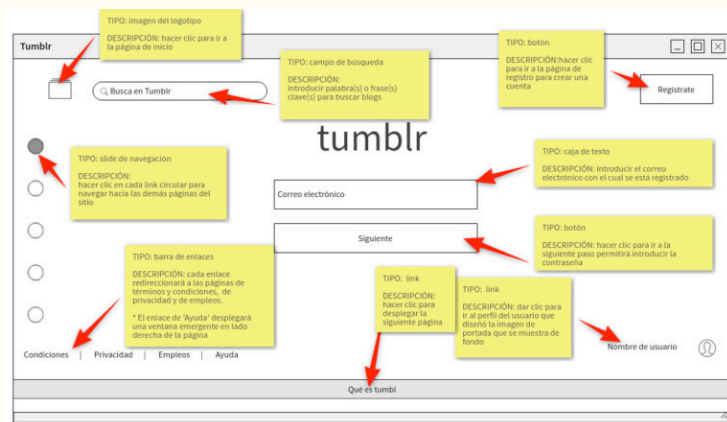 TIPO: imagen del logotipo
DESCRIPCIÓN: hacer clic para ir a
la página de inicio
Tumblr
TIPO: campo de búsqueda
DESCRIPCIÓN:
introducir palabra(s) o frase(s)
clave(s) para buscar blogs
TIPO: botón
DESCRIPCIÓN:hacer clic
para ir a la página de
registro para crear una
cuenta
Busca en Tumblr
Regístrate
tumblr
TIPO: slide de navegación
DESCRIPCIÓN:
hacer clic en cada link circular para
navegar hacia las demás páginas del
sitio
TIPO: caja de texto
DESCRIPCIÓN: introducir el correo
electrónico con el cual se está registrado
Correo electrónico
Siguiente
TIPO: botón
DESCRIPCIÓN: hacer clic para ir a la
siguiente paso permitirá introducir la
contraseña
TIPO: barra de enlaces
DESCRIPCIÓN: cada enlace
redireccionará a las páginas de
términos y condiciones, de
privacidad y de empleos.
* El enlace de 'Ayuda' desplegará
una ventana emergente en lado
derecha de la página
TIPO: link
DESCRIPCIÓN:
hacer clic para
desplegar la
siguiente página
TIPO: link
DESCRIPCIÓN: dar clic para
ir al perfil del usuario que
diseñó la imagen de
portada que se muestra de
fondo
Condiciones | Privacidad | Empleos | Ayuda
Nombre de usuario
Qué es tumbl